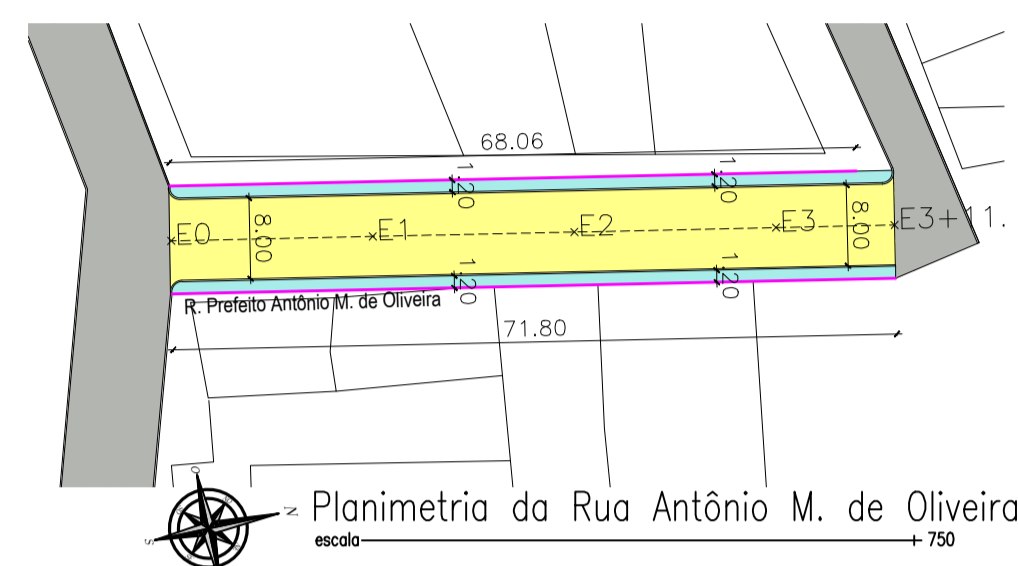 68.06
1.20
1.20
E0
E1
E2
E3
E3+11.
8.00
8.00
1.20
1.20
R. Prefeito Antônio M. de Oliveira
71.80
O
N
S
Planimetria da Rua Antônio M. de Oliveira
escala 750